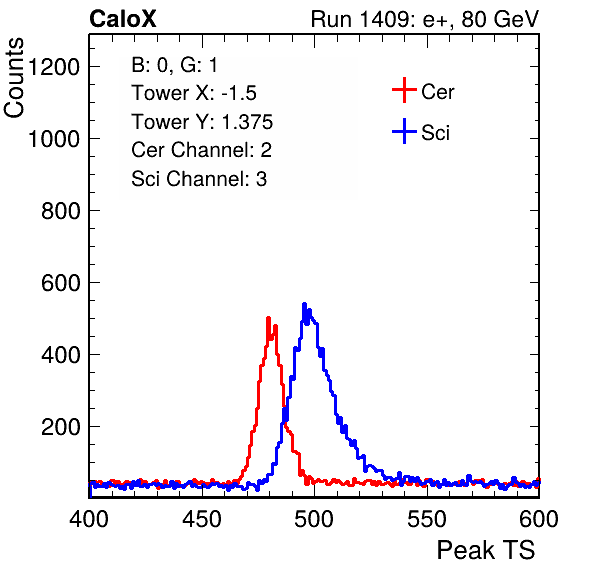 CaloX
Run 1409: e+, 80 GeV
Counts
B: 0, G: 1
Tower X: -1.5
Tower Y: 1.375
Cer Channel: 2
Sci Channel: 3
Cer
Sci
1200
1000
800
600
400
200
400 450 500 550 600
Peak TS